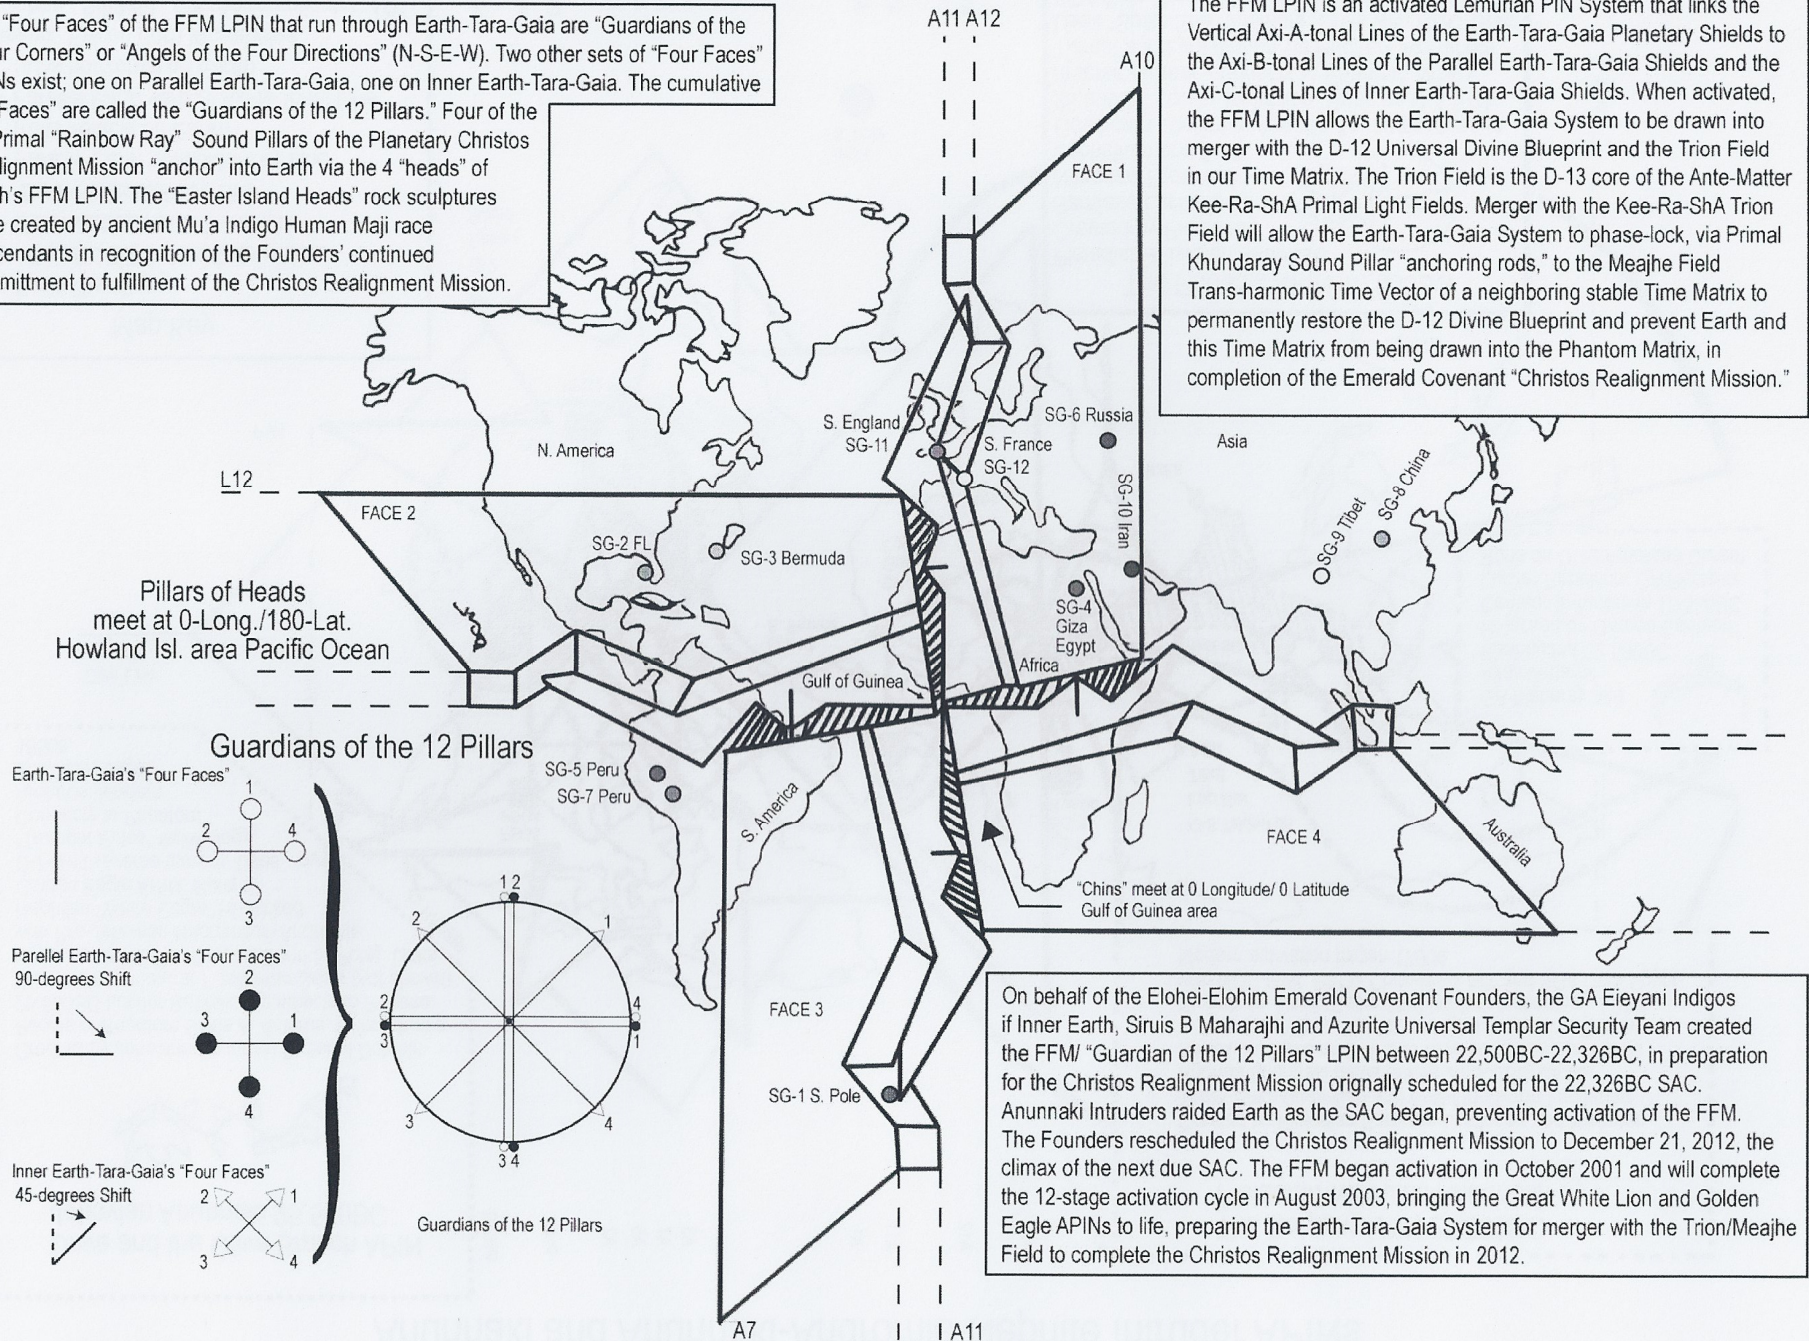 "Four Faces" of the FFM LPIN that run through Earth-Tara-Gaia are "Guardians of the
Corners" or "Angels of the Four Directions" (N-S-E-W). Two other sets of "Four Faces"
exist; one on Parallel Earth-Tara-Gaia, one on Inner Earth-Tara-Gaia. The cumulative
Faces" are called the "Guardians of the 12 Pillars." Four of the
Primal "Rainbow Ray" Sound Pillars of the Planetary Christos
lignment Mission "anchor" into Earth via the 4 "heads" of
h's FFM LPIN. The "Easter Island Heads" rock sculptures
e created by ancient Mu'a Indigo Human Maji race
cendants in recognition of the Founders' continued
mittment to fulfillment of the Christos Realignment Mission.
A11 A12
A10
The FFM LPIN is an activated Lemurian PIN System that links the
Vertical Axi-A-tonal Lines of the Earth-Tara-Gaia Planetary Shields to
the Axi-B-tonal Lines of the Parallel Earth-Tara-Gaia Shields and the
Axi-C-tonal Lines of Inner Earth-Tara-Gaia Shields. When activated,
the FFM LPIN allows the Earth-Tara-Gaia System to be drawn into
merger with the D-12 Universal Divine Blueprint and the Trion Field
in our Time Matrix. The Trion Field is the D-13 core of the Ante-Matter
Kee-Ra-ShA Primal Light Fields. Merger with the Kee-Ra-ShA Trion
Field will allow the Earth-Tara-Gaia System to phase-lock, via Primal
Khundaray Sound Pillar "anchoring rods," to the Meajhe Field
Trans-harmonic Time Vector of a neighboring stable Time Matrix to
permanently restore the D-12 Divine Blueprint and prevent Earth and
this Time Matrix from being drawn into the Phantom Matrix, in
completion of the Emerald Covenant "Christos Realignment Mission."
FACE 1
S. England
SG-11
S. France
SG-12
SG-6 Russia
Asia
N. America
SG-10 Iran
SG-9 Tibet
SG-8 China
L12
FACE 2
SG-2 FL
SG-3 Bermuda
SG-4
Giza
Egypt
Pillars of Heads
meet at 0-Long./180-Lat.
Howland Isl. area Pacific Ocean
Africa
Gulf of Guinea
Guardians of the 12 Pillars
SG-5 Peru
SG-7 Peru
S. America
FACE 4
Australia
"Chins" meet at 0 Longitude/ 0 Latitude
Gulf of Guinea area
Earth-Tara-Gaia's "Four Faces"
1
2 4
3
Parellel Earth-Tara-Gaia's "Four Faces"
90-degrees Shift
2
3 1
4
Inner Earth-Tara-Gaia's "Four Faces"
45-degrees Shift
2 1
3 4
1 2
2 1
2 4
3 1
3 4
3 4
Guardians of the 12 Pillars
FACE 3
SG-1 S. Pole
A7
A11
On behalf of the Elohei-Elohim Emerald Covenant Founders, the GA Eieyani Indigos
if Inner Earth, Siruis B Maharajhi and Azurite Universal Templar Security Team created
the FFM/ "Guardian of the 12 Pillars" LPIN between 22,500BC-22,326BC, in preparation
for the Christos Realignment Mission orignally scheduled for the 22,326BC SAC.
Anunnaki Intruders raided Earth as the SAC began, preventing activation of the FFM.
The Founders rescheduled the Christos Realignment Mission to December 21, 2012, the
climax of the next due SAC. The FFM began activation in October 2001 and will complete
the 12-stage activation cycle in August 2003, bringing the Great White Lion and Golden
Eagle APINs to life, preparing the Earth-Tara-Gaia System for merger with the Trion/Meajhe
Field to complete the Christos Realignment Mission in 2012.